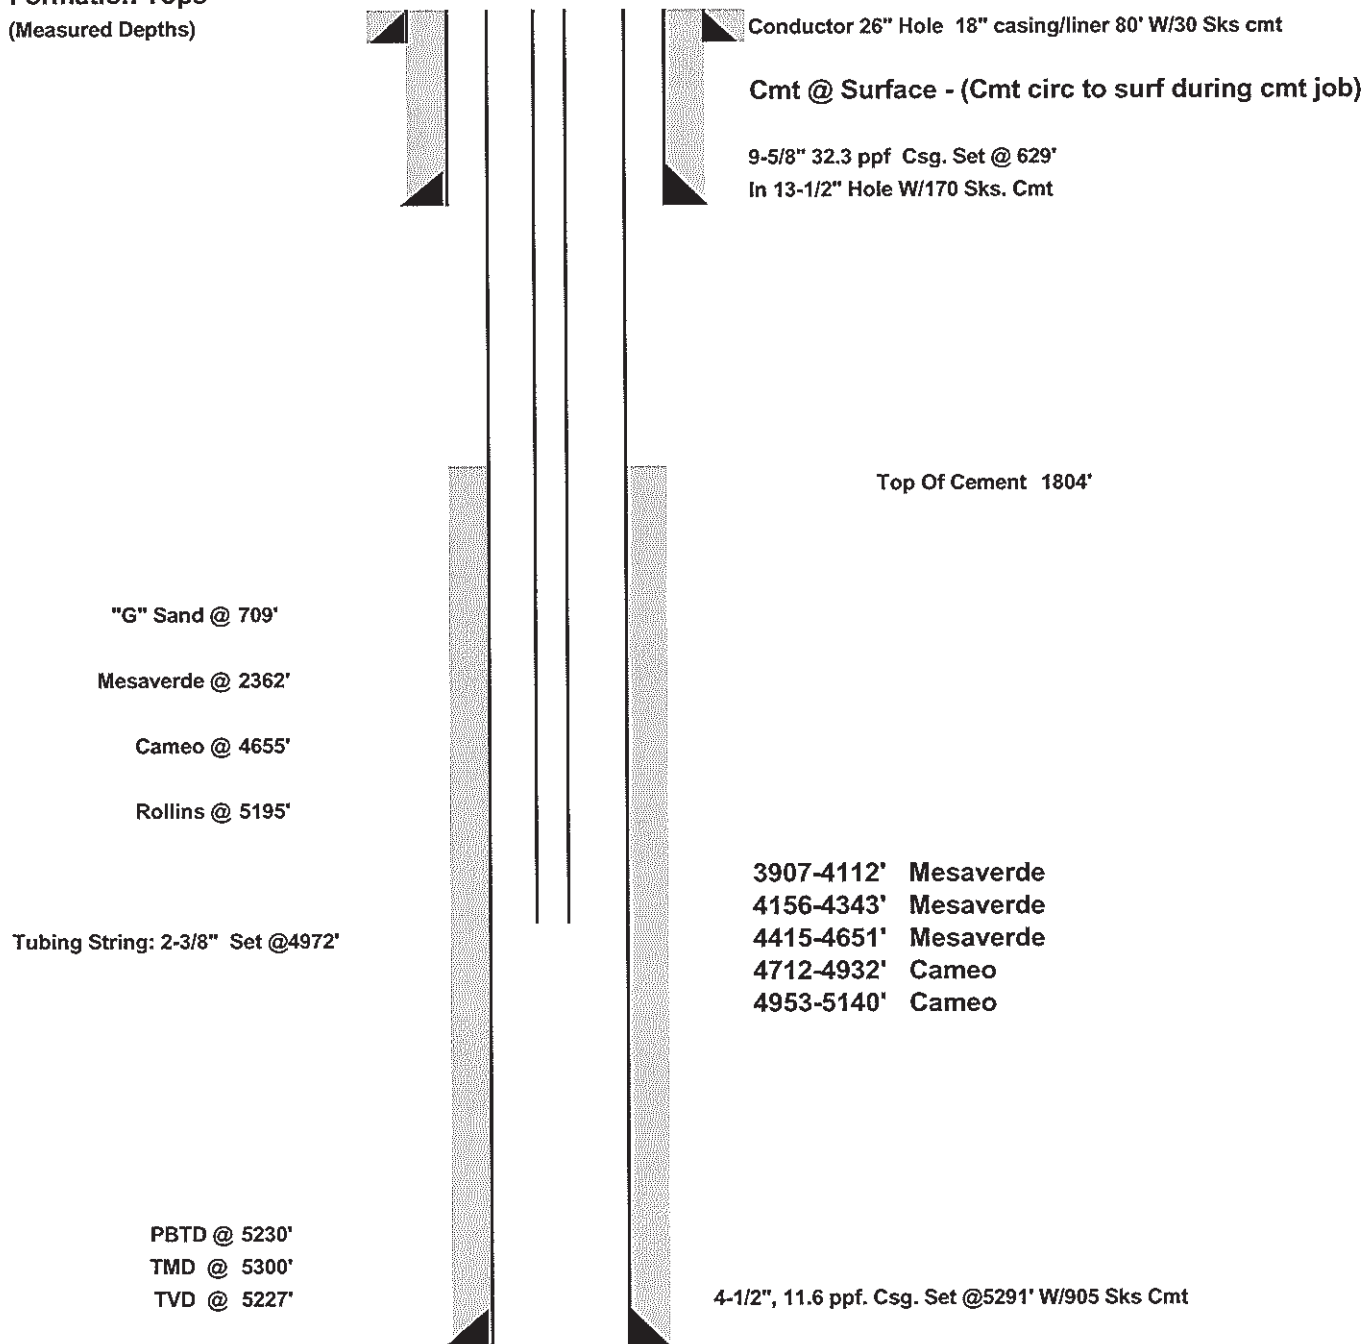 (Measured Depths)
Conductor 26" Hole 18" casing/liner 80' W/30 Sks cmt
Cmt @ Surface - (Cmt circ to surf during cmt job)
9-5/8" 32.3 ppf Csg. Set @ 629'
In 13-1/2" Hole W/170 Sks. Cmt
Top Of Cement 1804'
"G" Sand @ 709'
Mesaverde @ 2362'
Cameo @ 4655'
Rollins @ 5195'
3907-4112' Mesaverde
4156-4343' Mesaverde
4415-4651' Mesaverde
4712-4932' Cameo
4953-5140' Cameo
Tubing String: 2-3/8" Set @4972'
PBTD @ 5230'
TMD @ 5300'
TVD @ 5227'
4-1/2", 11.6 ppf. Csg. Set @5291' W/905 Sks Cmt